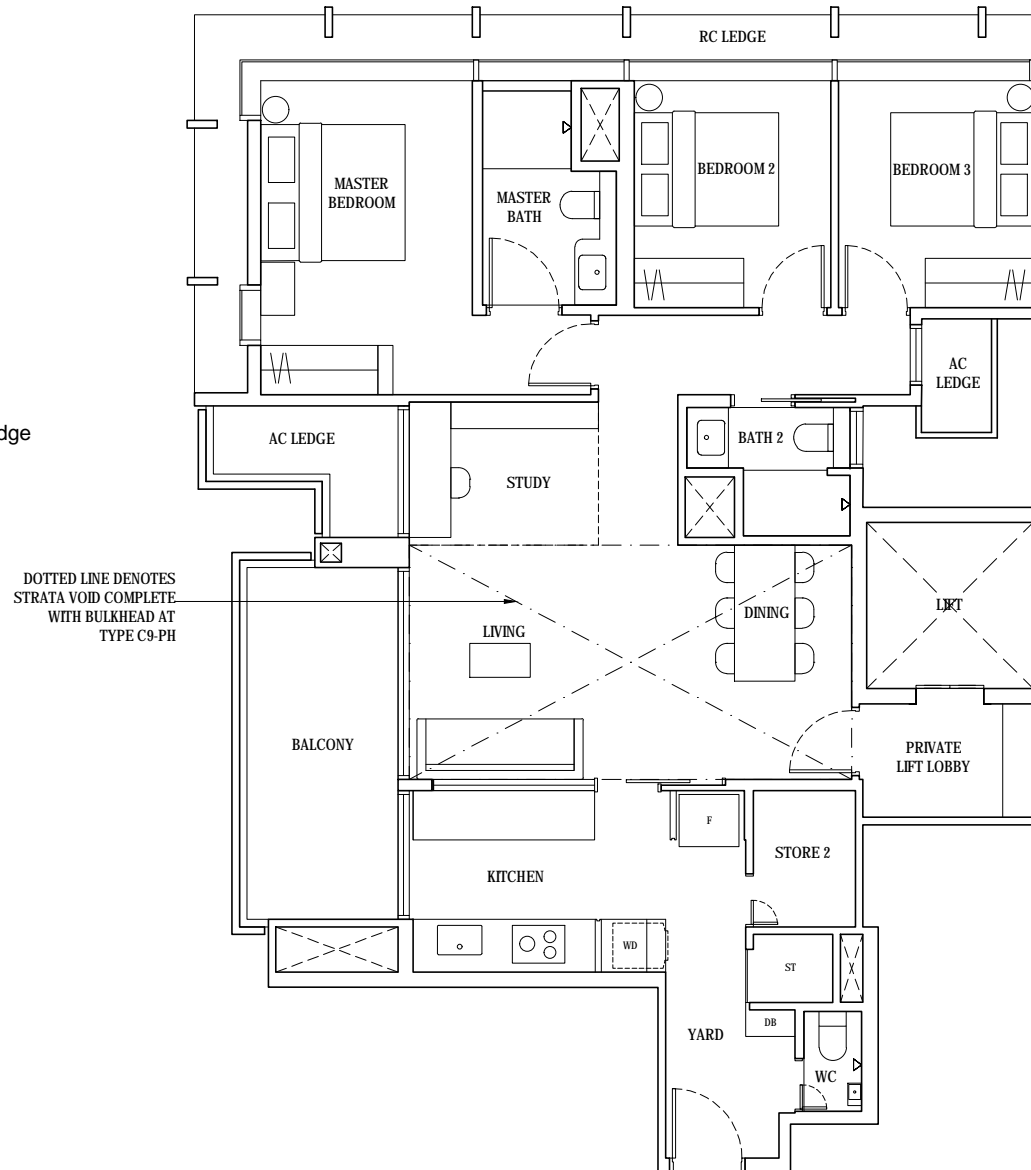 RC LEDGE
MASTER
BEDROOM
MASTER
BATH
BEDROOM 2
BEDROOM 3
AC
LEDGE
dge
AC LEDGE
BATH 2
STUDY
DOTTED LINE DENOTES
STRATA VOID COMPLETE
WITH BULKHEAD AT
TYPE C9-PH
LIVING
DINING
LIFT
BALCONY
PRIVATE
LIFT LOBBY
F
STORE 2
KITCHEN
WD
ST
DB
YARD
WC